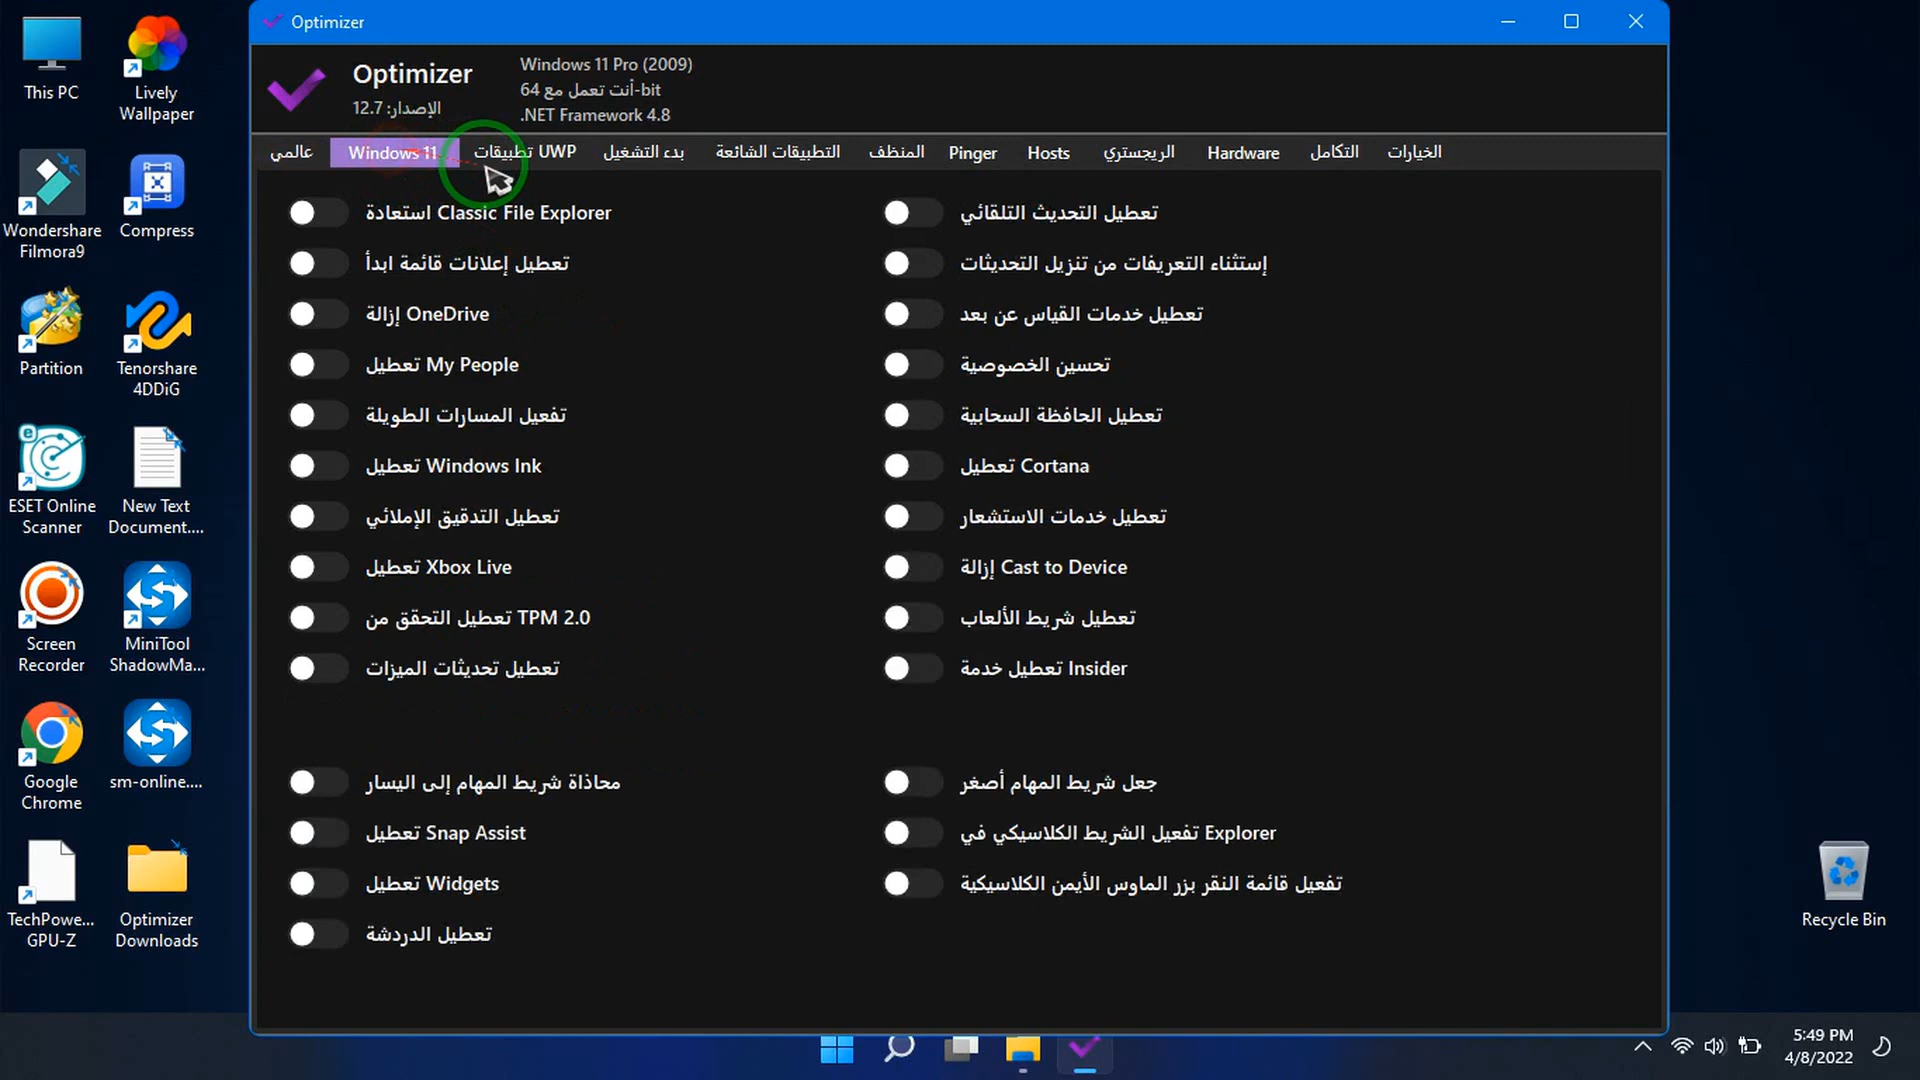 This PC
Lively
Wallpaper
Wondershare
Filmora9
Compress
Partition
Tenorshare
4DDiG
ESET Online
Scanner
New Text
Document....
Screen
Recorder
MiniTool
ShadowMa...
Google
Chrome
sm-online....
TechPowe...
GPU-Z
Optimizer
Downloads
Optimizer
Optimizer
الإصدار: 12.7
Windows 11 Pro (2009)
أنت تعمل مع 64-bit
.NET Framework 4.8
عالمي
Windows 11
تطبيقات UWP
بدء التشغيل
التطبيقات الشائعة
المنظف
Pinger
Hosts
الريجستري
Hardware
التكامل
الخيارات
استعادة Classic File Explorer
تعطيل إعلانات قائمة ابدأ
إزالة OneDrive
تعطيل My People
تفعيل المسارات الطويلة
تعطيل Windows Ink
تعطيل التدقيق الإملائي
تعطيل Xbox Live
تعطيل التحقق من TPM 2.0
تعطيل تحديثات الميزات
تعطيل التحديث التلقائي
إستثناء التعريفات من تنزيل التحديثات
تعطيل خدمات القياس عن بعد
تحسين الخصوصية
تعطيل الحافظة السحابية
تعطيل Cortana
تعطيل خدمات الاستشعار
إزالة Cast to Device
تعطيل شريط الألعاب
تعطيل خدمة Insider
محاذاة شريط المهام إلى اليسار
تعطيل Snap Assist
تعطيل Widgets
تعطيل الدردشة
جعل شريط المهام أصغر
تفعيل الشريط الكلاسيكي في Explorer
تفعيل قائمة النقر بزر الماوس الأيمن الكلاسيكية
Recycle Bin
5:49 PM
4/8/2022